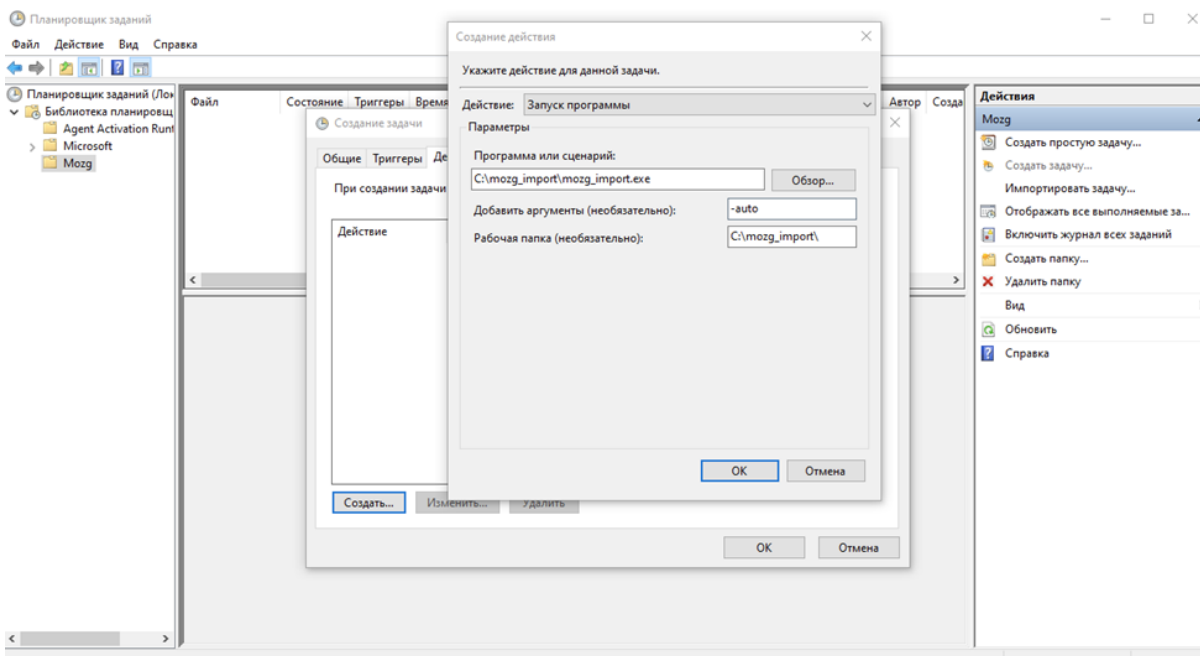 Планировщик заданий
Файл Действие Вид Справка
Планировщик заданий (Лок
Библиотека планировщ
Agent Activation Runt
Microsoft
Mozg
Файл Состояние Триггеры Время Автор Созда
Создание задачи
Общие Триггеры Де
При создании задачи
Действие
Создать... Изменить... Удалить
OK Отмена
Создание действия
Укажите действие для данной задачи.
Действие: Запуск программы
Параметры
Программа или сценарий:
C:\mozg_import\mozg_import.exe Обзор...
Добавить аргументы (необязательно): -auto
Рабочая папка (необязательно): C:\mozg_import\
OK Отмена
Действия
Mozg
Создать простую задачу...
Создать задачу...
Импортировать задачу...
Отображать все выполняемые за...
Включить журнал всех заданий
Создать папку...
Удалить папку
Вид
Обновить
Справка